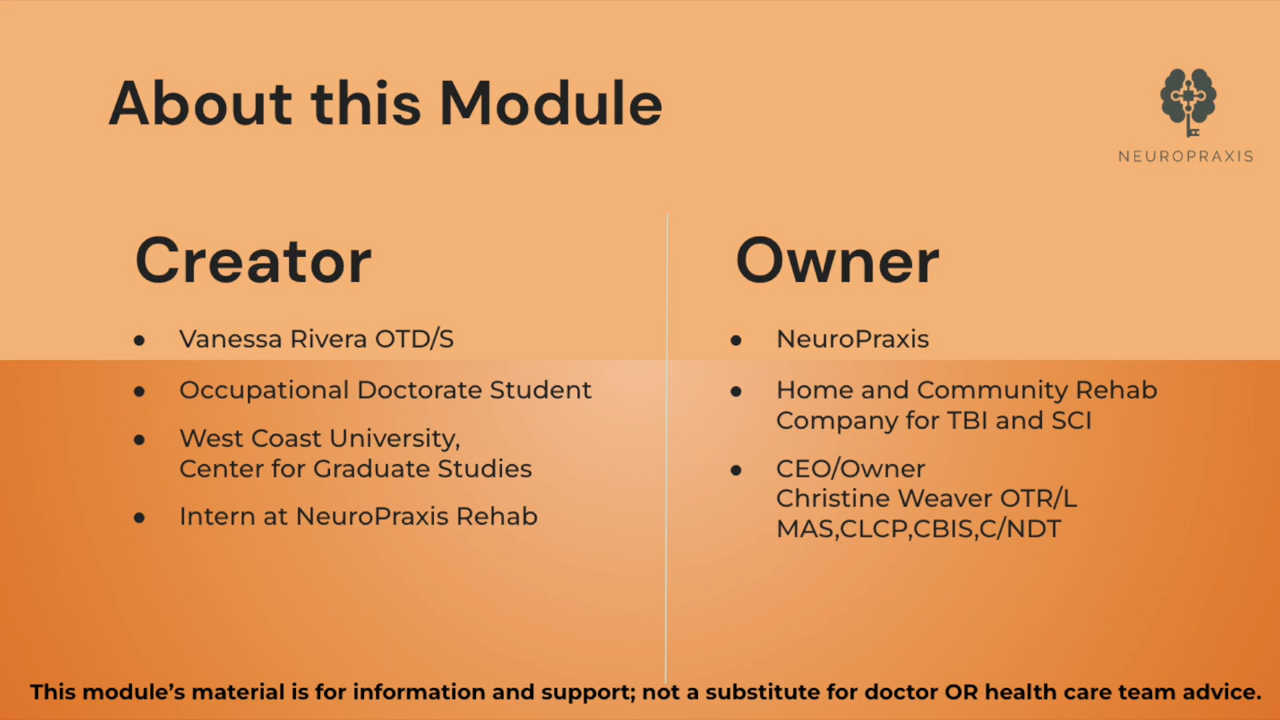 About this Module
NEUROPRAXIS
Creator
● Vanessa Rivera OTD/S
● Occupational Doctorate Student
● West Coast University,
Center for Graduate Studies
● Intern at NeuroPraxis Rehab
Owner
● NeuroPraxis
● Home and Community Rehab
Company for TBI and SCI
● CEO/Owner
Christine Weaver OTR/L
MAS,CLCP,CBIS,C/NDT
This module’s material is for information and support; not a substitute for doctor OR health care team advice.